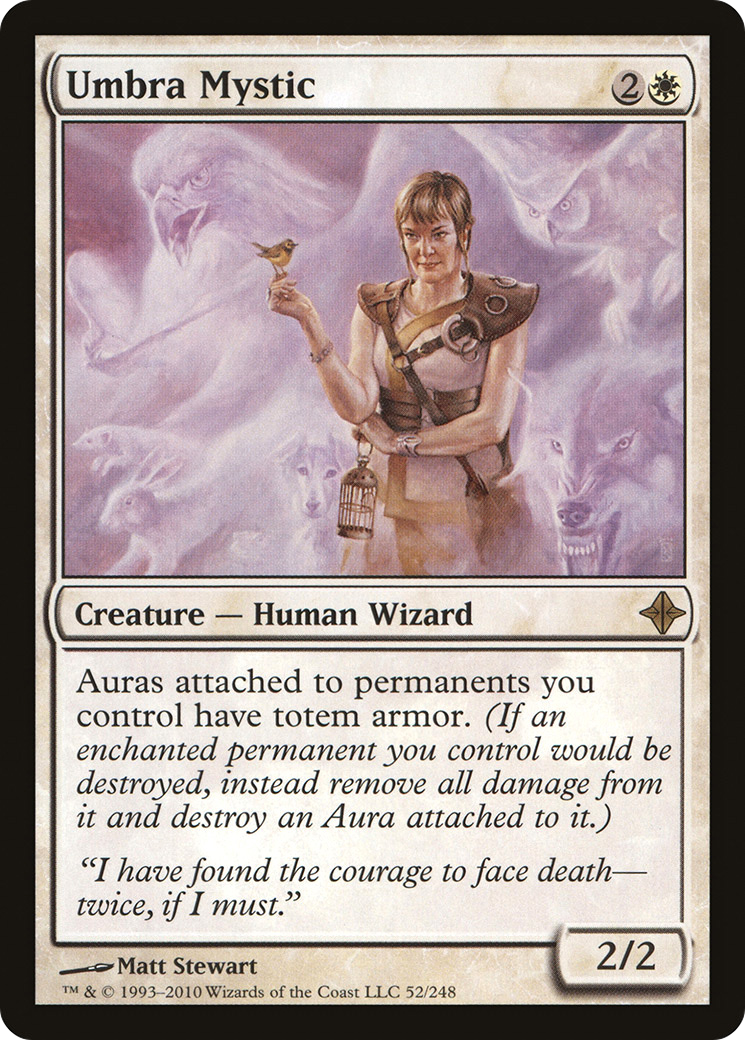 Umbra Mystic 2
Creature — Human Wizard
Auras attached to permanents you
control have totem armor. (If an
enchanted permanent you control would be
destroyed, instead remove all damage from
it and destroy an Aura attached to it.)
“I have found the courage to face death—
twice, if I must.”
2/2
Matt Stewart
™ & © 1993–2010 Wizards of the Coast LLC 52/248